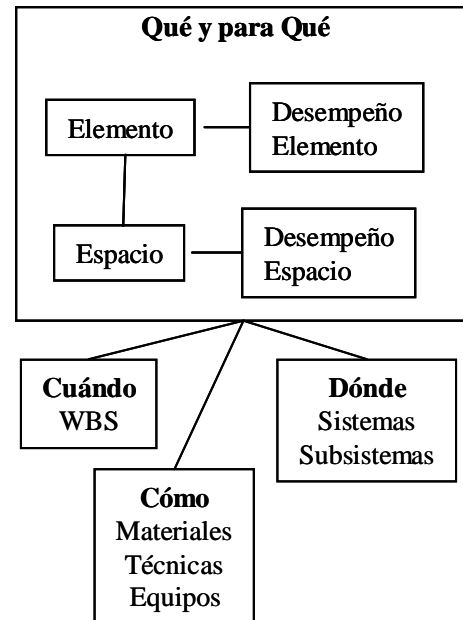 Qué y para Qué
Elemento
Desempeño
Elemento
Espacio
Desempeño
Espacio
Cuándo
WBS
Dónde
Sistemas
Subsistemas
Cómo
Materiales
Técnicas
Equipos